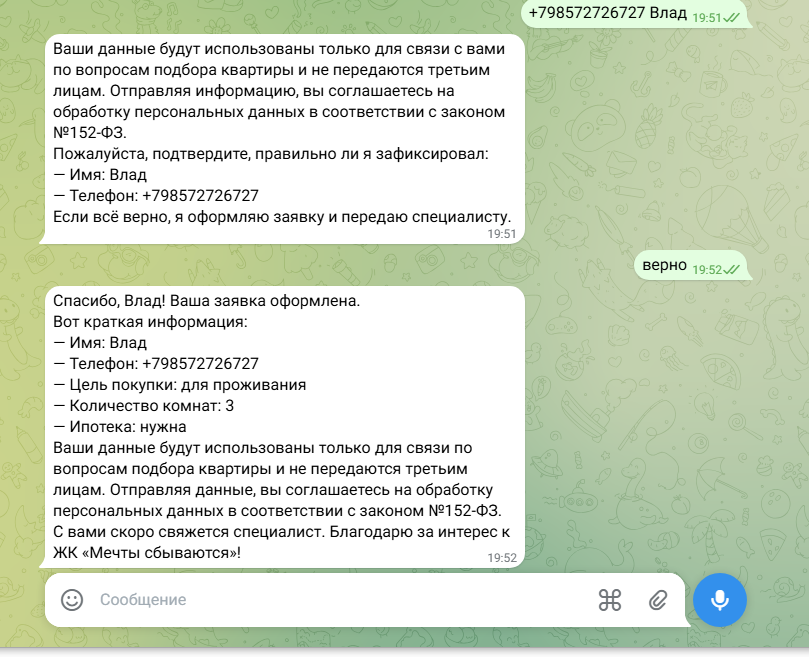 +798572726727 Влад 19:51
Ваши данные будут использованы только для связи с вами
по вопросам подбора квартиры и не передаются третьим
лицам. Отправляя информацию, вы соглашаетесь на
обработку персональных данных в соответствии с законом
№152-ФЗ.
Пожалуйста, подтвердите, правильно ли я зафиксировал:
— Имя: Влад
— Телефон: +798572726727
Если всё верно, я оформляю заявку и передаю специалисту.
19:51
верно 19:52
Спасибо, Влад! Ваша заявка оформлена.
Вот краткая информация:
— Имя: Влад
— Телефон: +798572726727
— Цель покупки: для проживания
— Количество комнат: 3
— Ипотека: нужна
Ваши данные будут использованы только для связи по
вопросам подбора квартиры и не передаются третьим
лицам. Отправляя данные, вы соглашаетесь на обработку
персональных данных в соответствии с законом №152-ФЗ.
С вами скоро свяжется специалист. Благодарю за интерес к
ЖК «Мечты сбываются»!
19:52
Сообщение